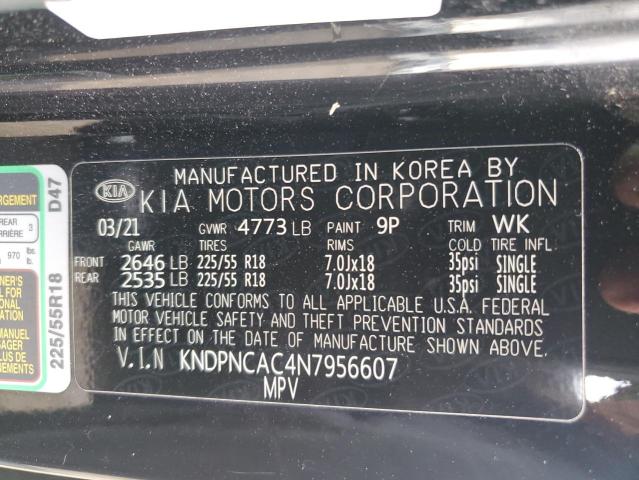 MANUFACTURED IN KOREA BY
KIA KIA MOTORS CORPORATION
03/21 GVWR 4773 LB PAINT 9P TRIM WK
GAWR TIRES RIMS COLD TIRE INFL.
FRONT 2646 LB 225/55 R18 7.0Jx18 35psi SINGLE
REAR 2535 LB 225/55 R18 7.0Jx18 35psi SINGLE
THIS VEHICLE CONFORMS TO ALL APPLICABLE U.S.A. FEDERAL
MOTOR VEHICLE SAFETY AND THEFT PREVENTION STANDARDS
IN EFFECT ON THE DATE OF MANUFACTURE SHOWN ABOVE.
V.I.N KNDPNCAC4N7956607
MPV
REAR 3
970 lbs.
225/55R18 D47